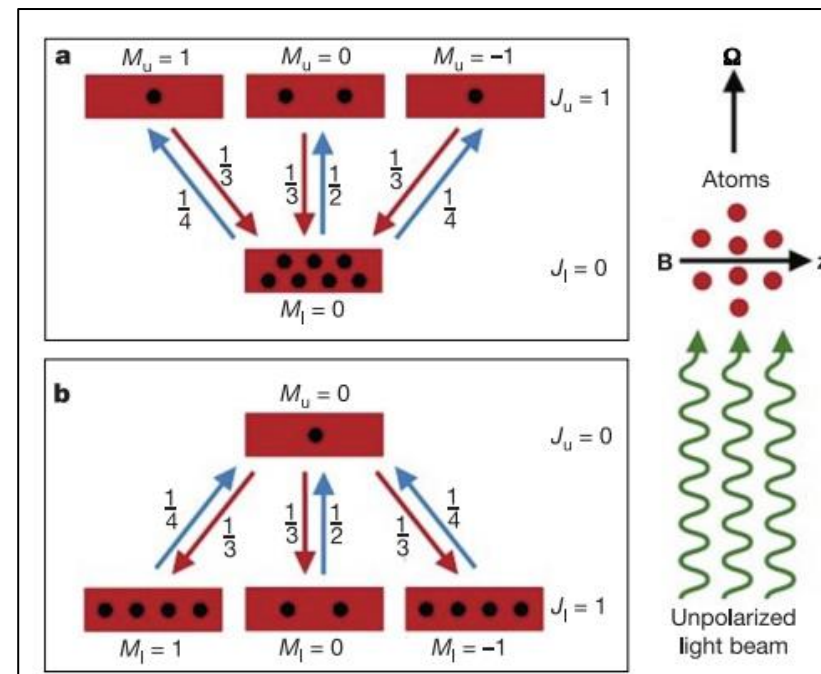 a
M_u = 1
M_u = 0
M_u = −1
J_u = 1
1/4
1/3
1/3
1/2
1/3
1/4
J_l = 0
M_l = 0
b
M_u = 0
J_u = 0
1/4
1/3
1/3
1/2
1/3
1/4
J_l = 1
M_l = 1
M_l = 0
M_l = −1
Ω
Atoms
B
z
Unpolarized
light beam